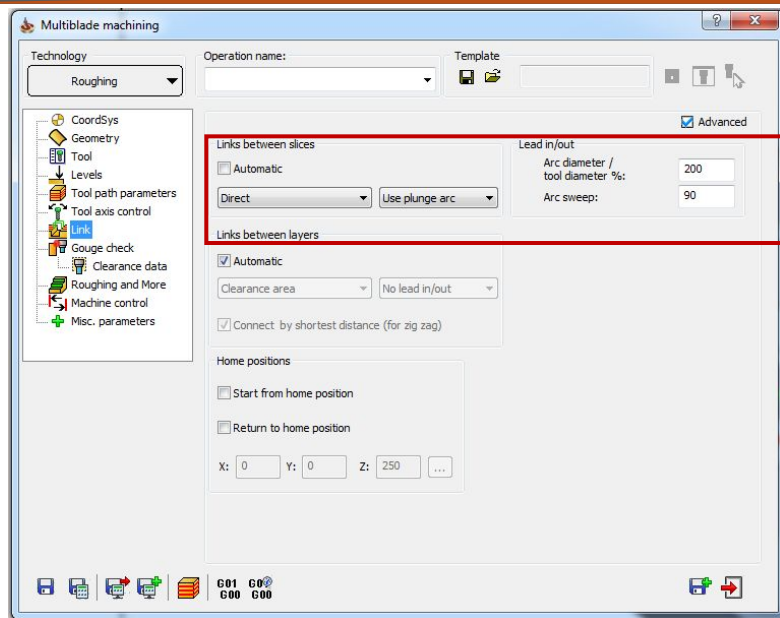 Multiblade machining
Technology
Operation name:
Template
Roughing
CoordSys
Geometry
Tool
Levels
Tool path parameters
Tool axis control
Link
Gouge check
Clearance data
Roughing and More
Machine control
Misc. parameters
Advanced
Links between slices
Automatic
Direct
Use plunge arc
Lead in/out
Arc diameter /
tool diameter %:
200
Arc sweep:
90
Links between layers
Automatic
Clearance area
No lead in/out
Connect by shortest distance (for zig zag)
Home positions
Start from home position
Return to home position
X: 0 Y: 0 Z: 250 ...
G01 G0
G00 G00